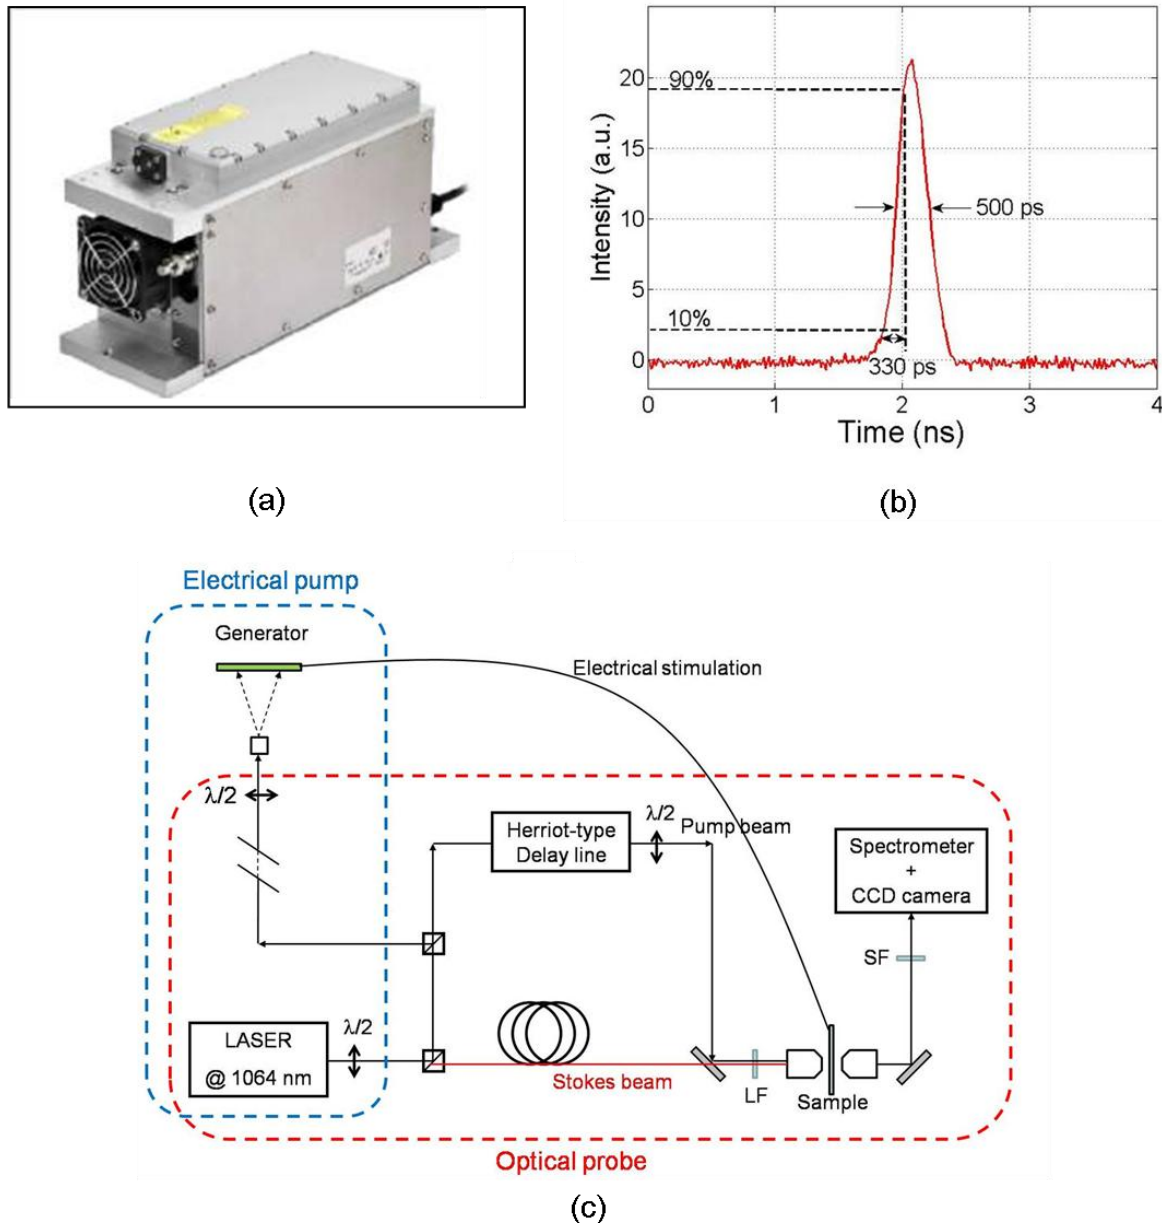 (a)
Intensity (a.u.)
20
15
10
5
0
90%
10%
500 ps
330 ps
0 1 2 3 4
Time (ns)
(b)
Electrical pump
Generator
Electrical stimulation
λ/2
Herriot-type
Delay line
λ/2
Pump beam
Spectrometer
+
CCD camera
SF
LASER
@ 1064 nm
λ/2
Stokes beam
LF
Sample
Optical probe
(c)